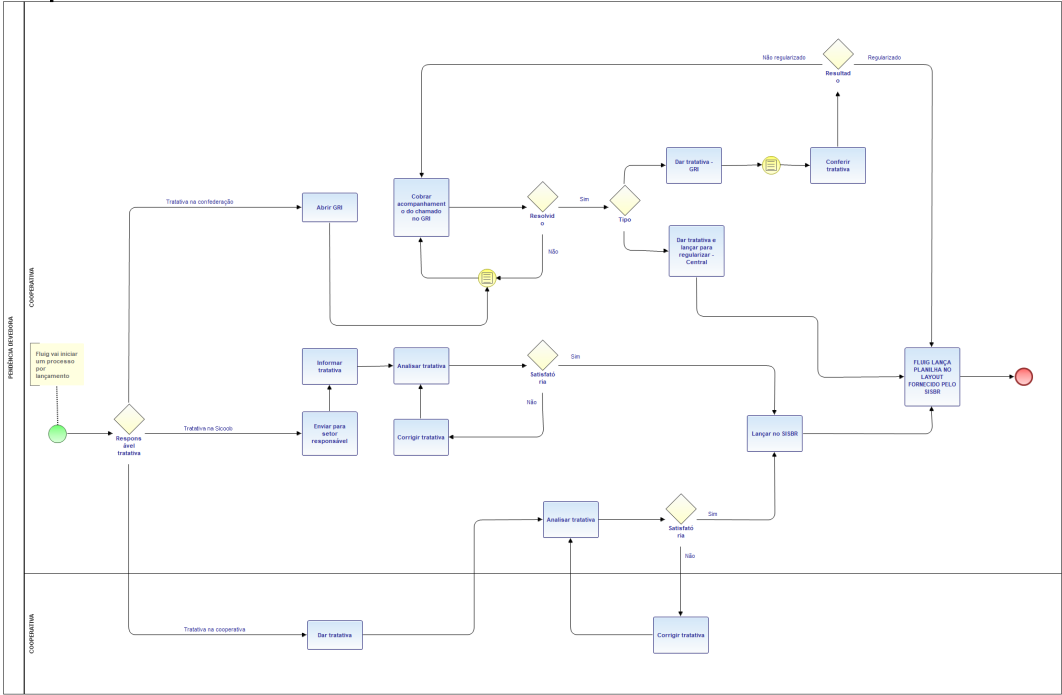 Não regularizado
Regularizado
Resultad
o
Dar tratativa -
GRI
Conferir
tratativa
Cobrar
acompanhament
o do chamado
no GRI
Tratativa na confederação
Abrir GRI
Resolvid
o
Sim
Tipo
Não
Dar tratativa e
lançar para
regularizar -
Central
COOPERATIVA
PENDÊNCIA DEVEDORA
Fluig vai iniciar
um processo
por
lançamento
Informar
tratativa
Analisar tratativa
Satisfató
ria
Sim
Não
FLUIG LANÇA
PLANILHA NO
LAYOUT
FORNECIDO PELO
SISBR
Respons
ável
tratativa
Tratativa na Sicoob
Enviar para
setor
responsável
Corrigir tratativa
Lançar no SISBR
Analisar tratativa
Satisfató
ria
Sim
Não
COOPERATIVA
Tratativa na cooperativa
Dar tratativa
Corrigir tratativa